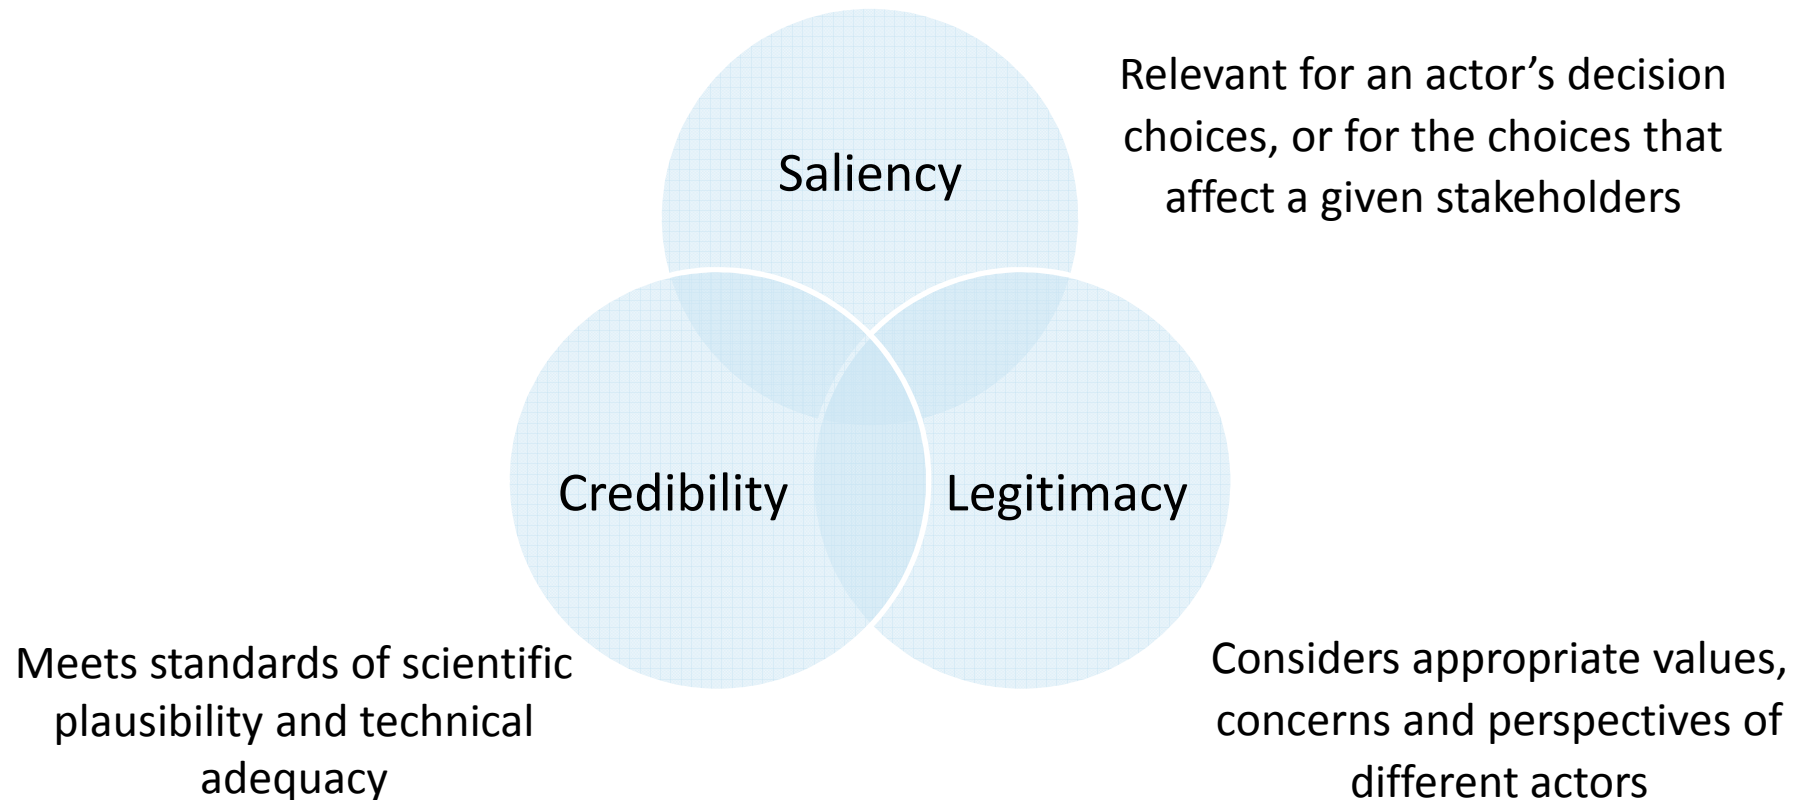 Saliency
Relevant for an actor’s decision
choices, or for the choices that
affect a given stakeholders
Credibility
Legitimacy
Meets standards of scientific
plausibility and technical
adequacy
Considers appropriate values,
concerns and perspectives of
different actors